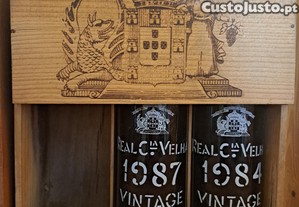 CustoJusto.pt
REAL Cᴵᴬ VELHA
1987
VINTAGE
REAL Cᴵᴬ VELHA
1984
VINTAGE